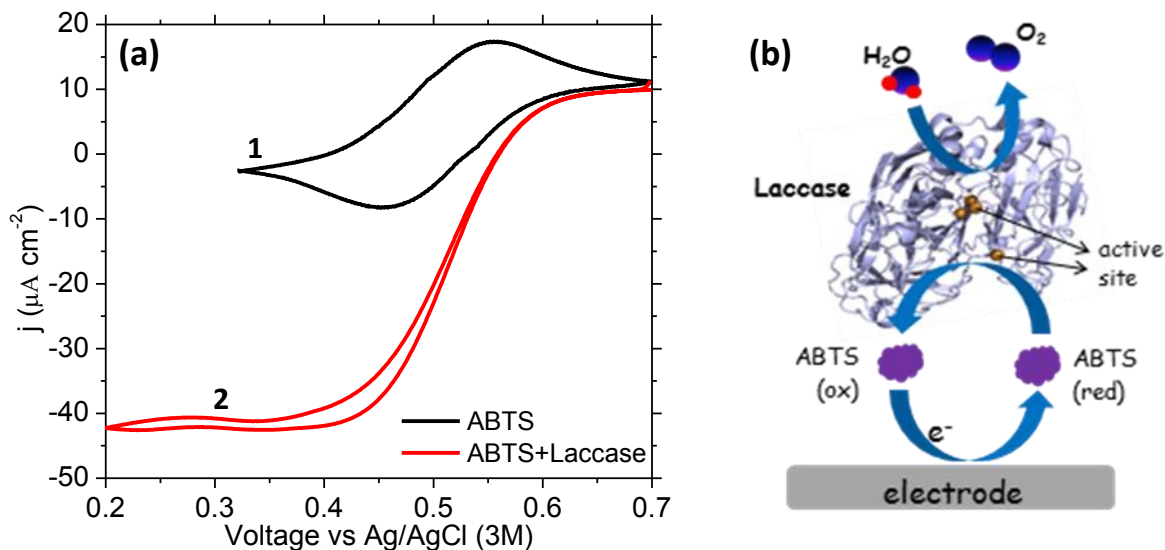 (a)
20
10
0
-10
-20
-30
-40
-50
j (μA cm⁻²)
1
2
ABTS
ABTS+Laccase
0.2 0.3 0.4 0.5 0.6 0.7
Voltage vs Ag/AgCl (3M)
(b)
O₂
H₂O
Laccase
active
site
ABTS
(ox)
ABTS
(red)
e⁻
electrode